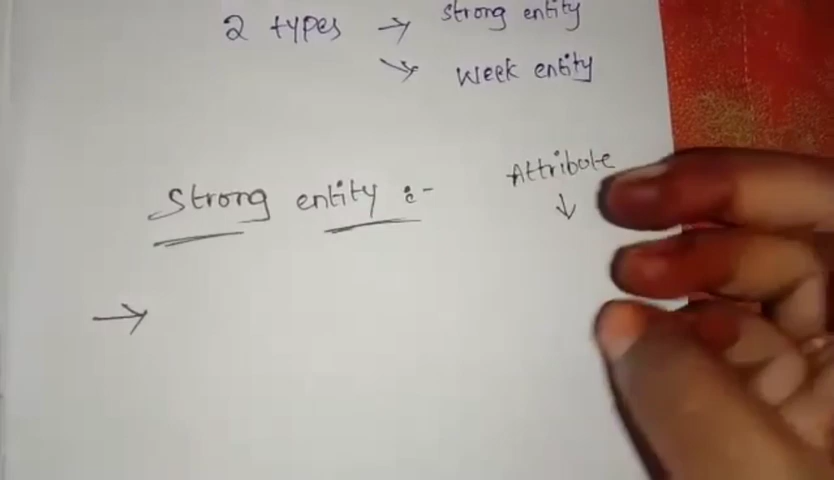 2 types → strong entity
↘ week entity
Strong entity :-
Attribute
↓
→